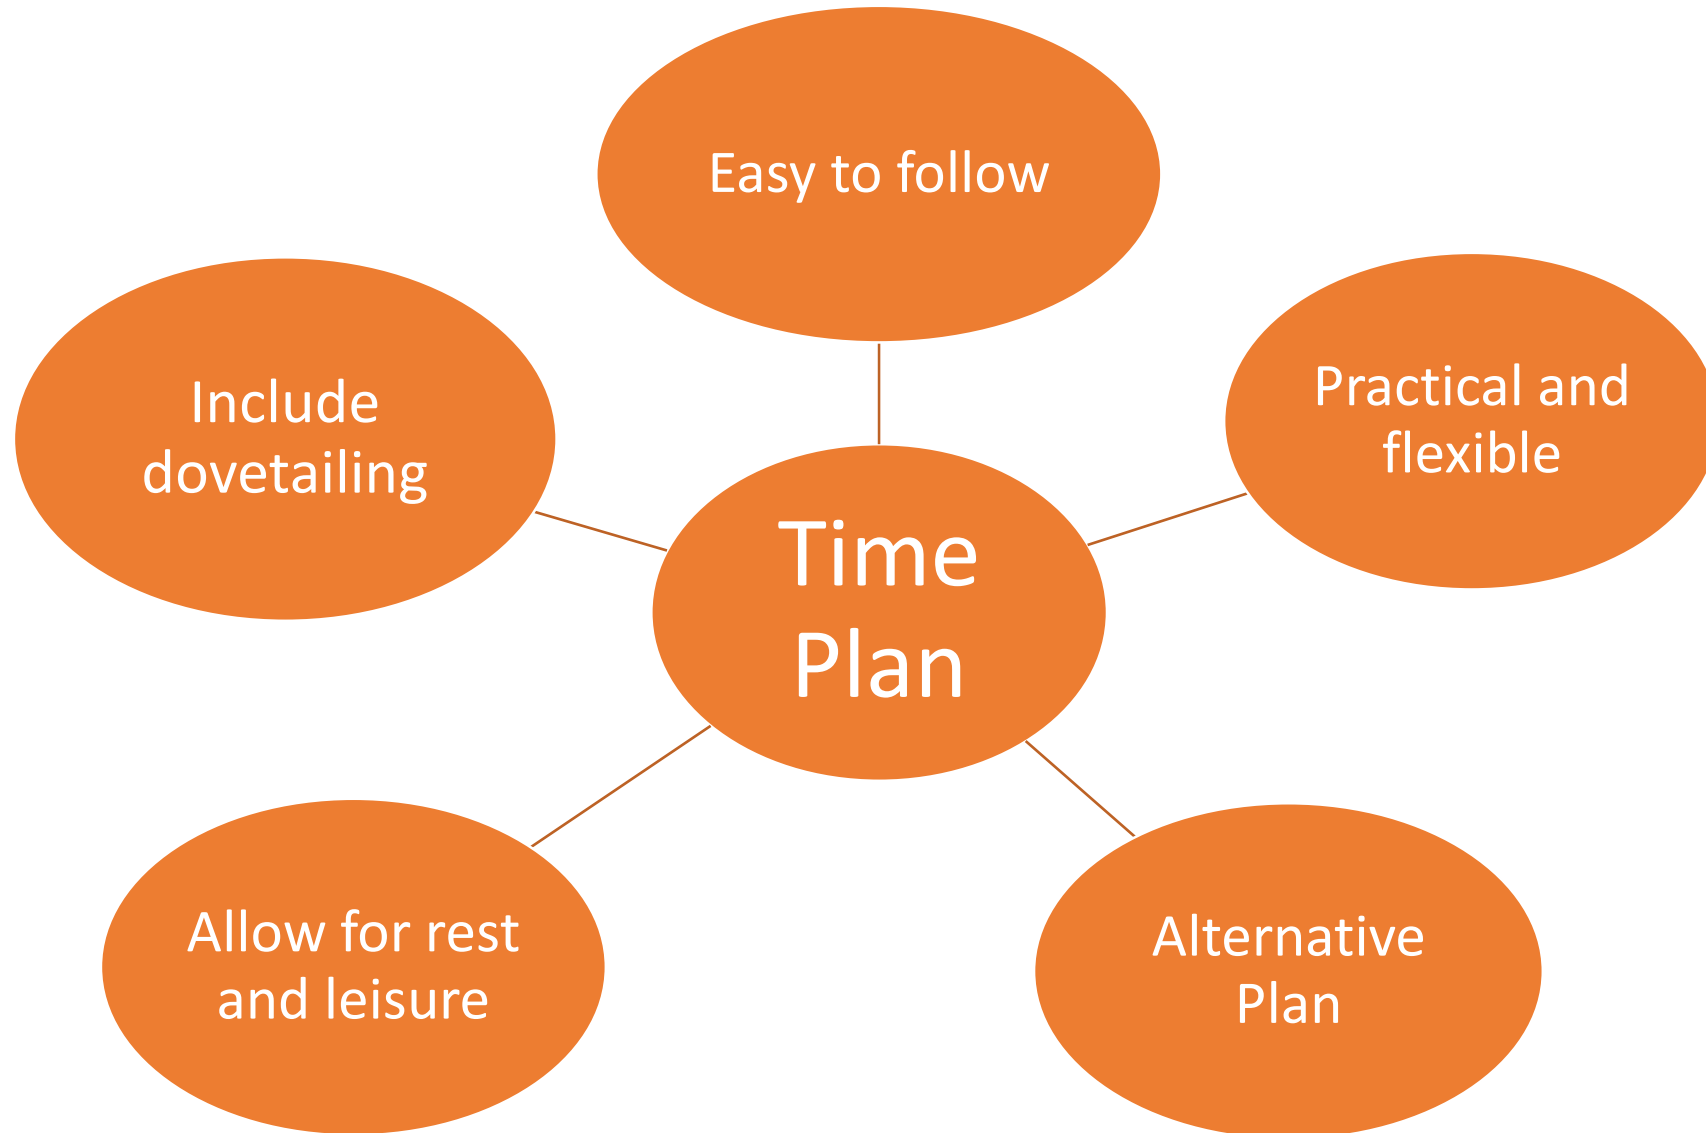 Easy to follow
Practical and
flexible
Include
dovetailing
Time
Plan
Allow for rest
and leisure
Alternative
Plan